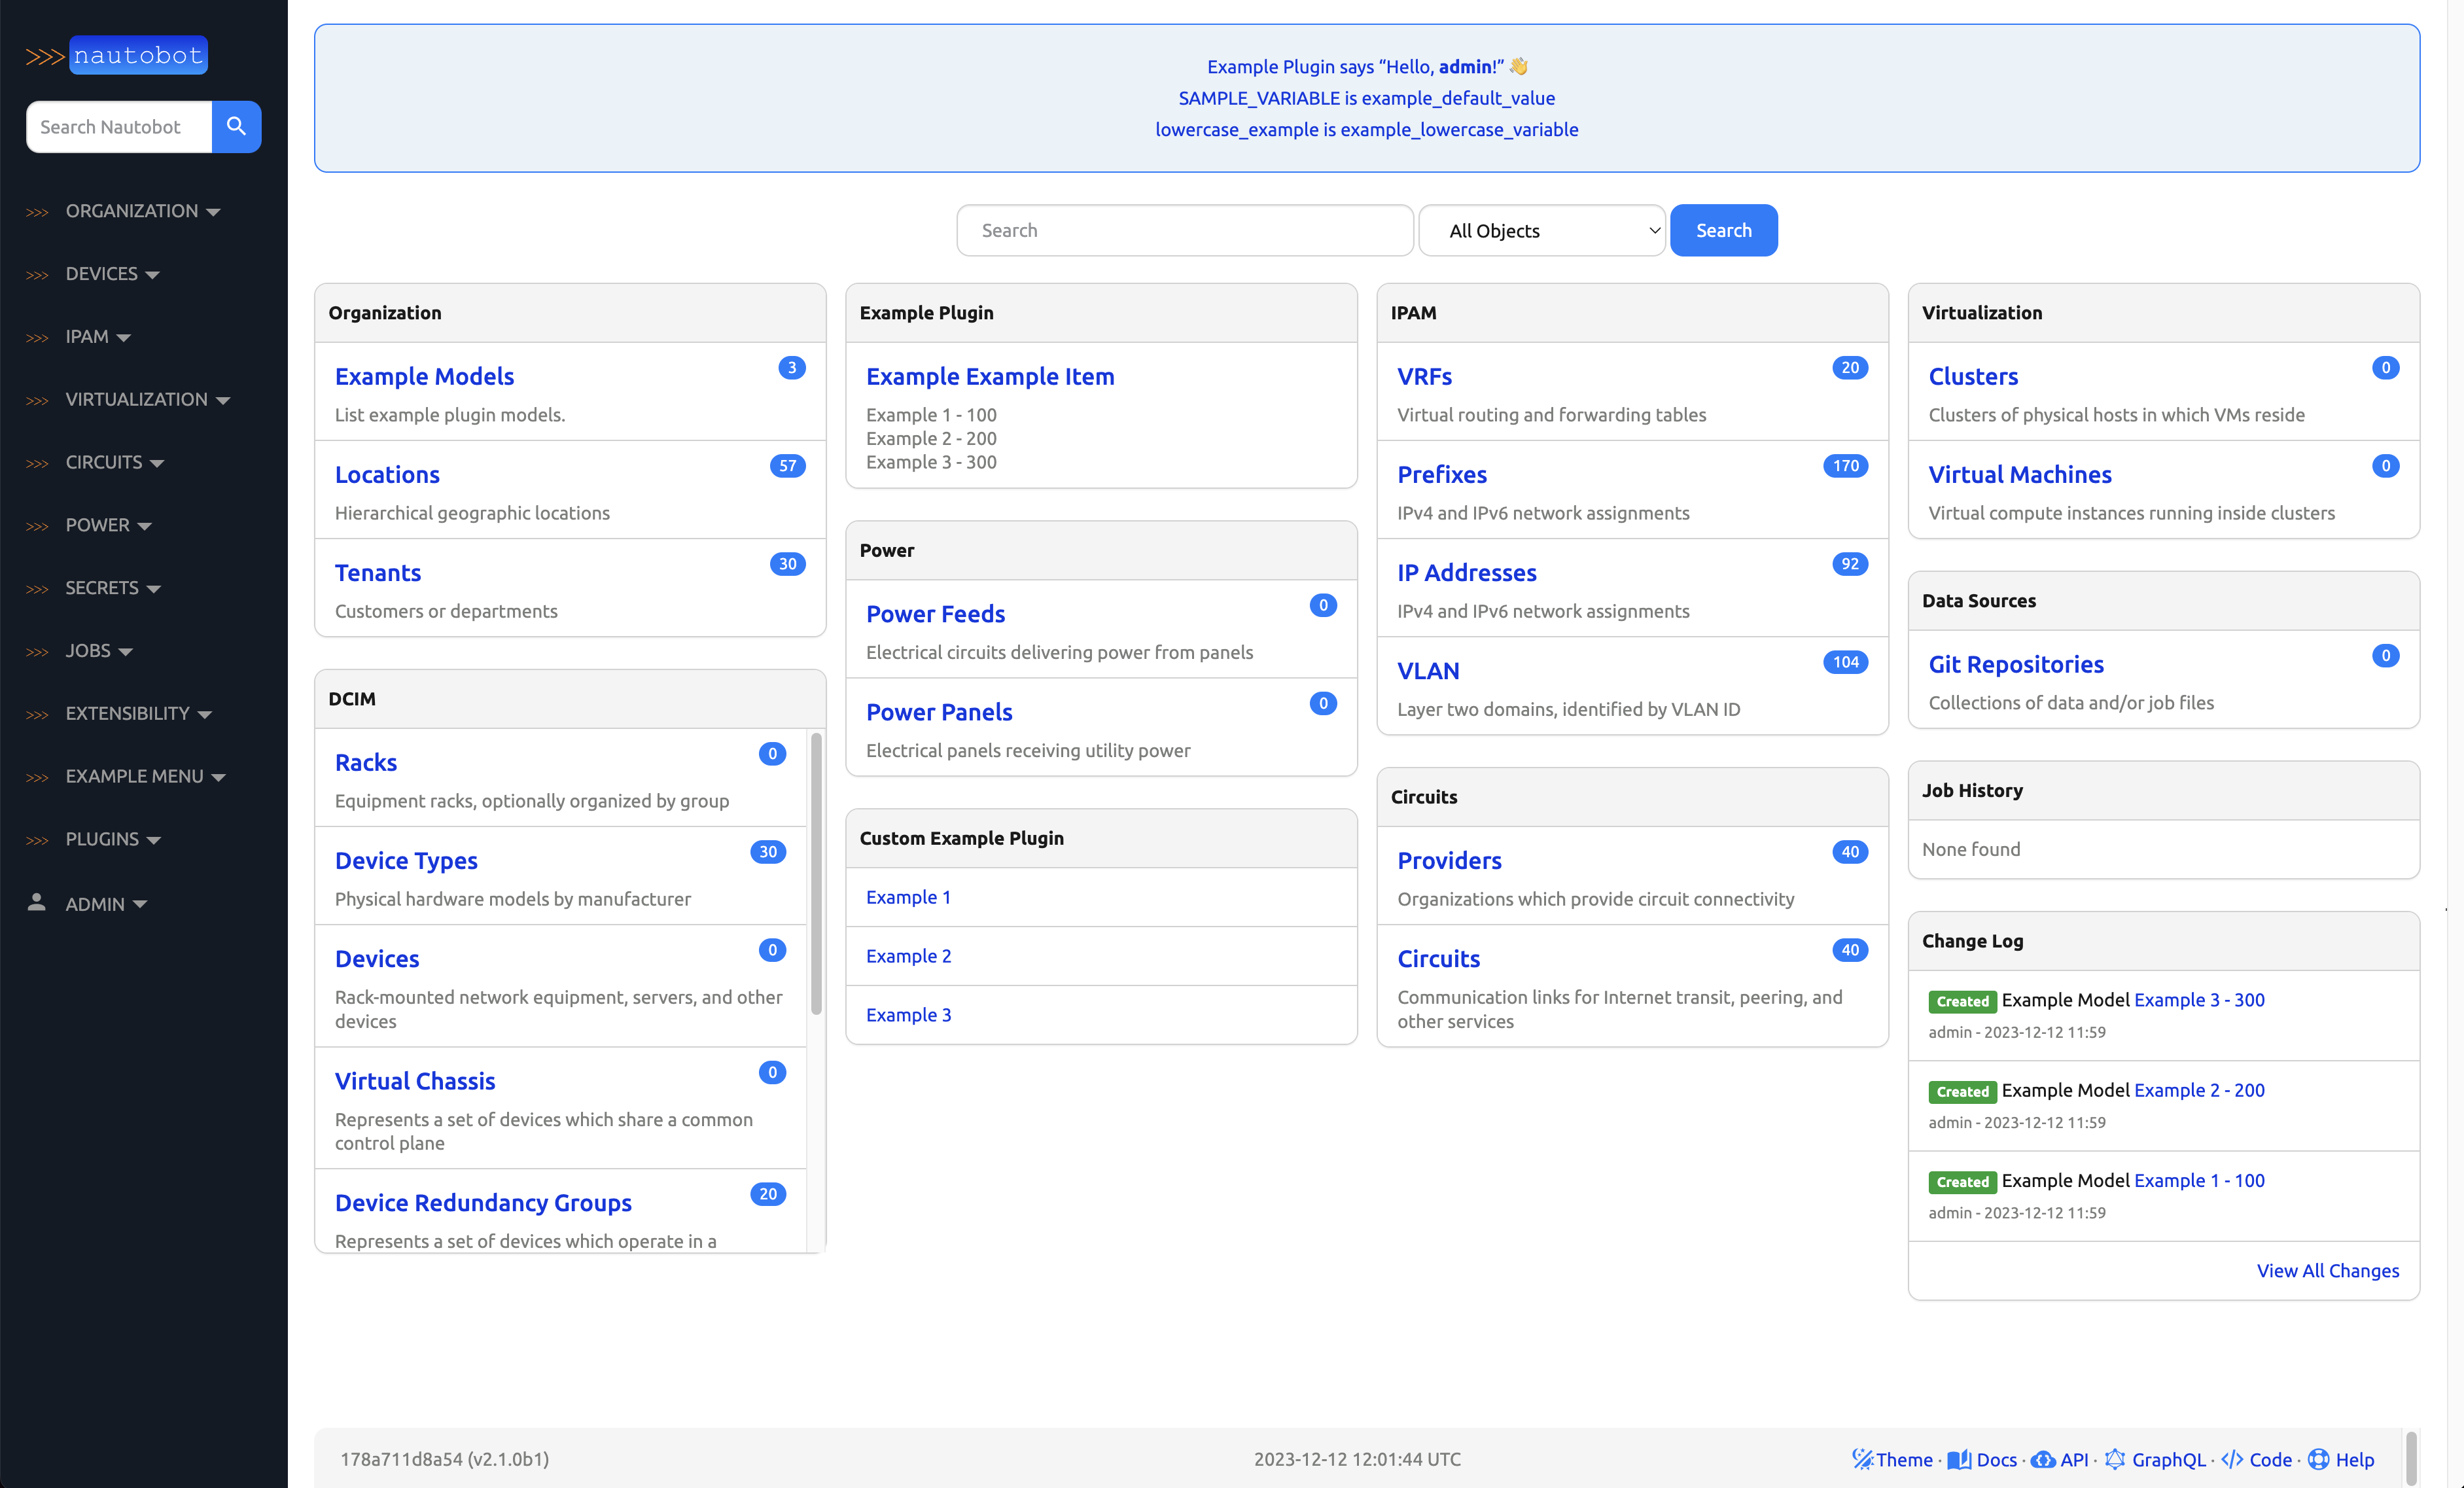 >>> nautobot
Search Nautobot
>>> ORGANIZATION
>>> DEVICES
>>> IPAM
>>> VIRTUALIZATION
>>> CIRCUITS
>>> POWER
>>> SECRETS
>>> JOBS
>>> EXTENSIBILITY
>>> EXAMPLE MENU
>>> PLUGINS
ADMIN
Example Plugin says “Hello, admin!” 👋
SAMPLE_VARIABLE is example_default_value
lowercase_example is example_lowercase_variable
Search
All Objects
Search
Organization
Example Models 3
List example plugin models.
Locations 57
Hierarchical geographic locations
Tenants 30
Customers or departments
DCIM
Racks 0
Equipment racks, optionally organized by group
Device Types 30
Physical hardware models by manufacturer
Devices 0
Rack-mounted network equipment, servers, and other
devices
Virtual Chassis 0
Represents a set of devices which share a common
control plane
Device Redundancy Groups 20
Represents a set of devices which operate in a
Example Plugin
Example Example Item
Example 1 - 100
Example 2 - 200
Example 3 - 300
Power
Power Feeds 0
Electrical circuits delivering power from panels
Power Panels 0
Electrical panels receiving utility power
Custom Example Plugin
Example 1
Example 2
Example 3
IPAM
VRFs 20
Virtual routing and forwarding tables
Prefixes 170
IPv4 and IPv6 network assignments
IP Addresses 92
IPv4 and IPv6 network assignments
VLAN 104
Layer two domains, identified by VLAN ID
Circuits
Providers 40
Organizations which provide circuit connectivity
Circuits 40
Communication links for Internet transit, peering, and
other services
Virtualization
Clusters 0
Clusters of physical hosts in which VMs reside
Virtual Machines 0
Virtual compute instances running inside clusters
Data Sources
Git Repositories 0
Collections of data and/or job files
Job History
None found
Change Log
Created Example Model Example 3 - 300
admin - 2023-12-12 11:59
Created Example Model Example 2 - 200
admin - 2023-12-12 11:59
Created Example Model Example 1 - 100
admin - 2023-12-12 11:59
View All Changes
178a711d8a54 (v2.1.0b1)
2023-12-12 12:01:44 UTC
Theme · Docs · API · GraphQL · Code · Help